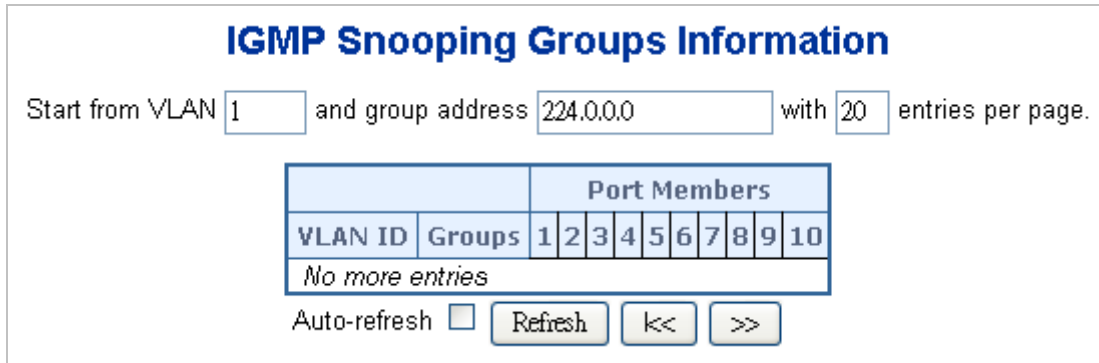 IGMP Snooping Groups Information
Start from VLAN 1 and group address 224.0.0.0 with 20 entries per page.
Port Members
VLAN ID Groups 1 2 3 4 5 6 7 8 9 10
No more entries
Auto-refresh Refresh |<< >>